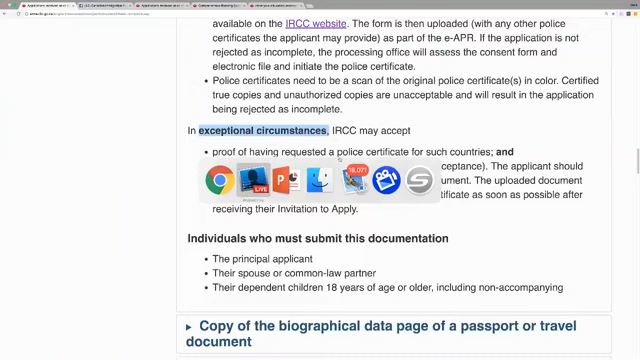 available on the IRCC website. The form is then uploaded (with any other police
certificates the applicant may provide) as part of the e-APR. If the application is not
rejected as incomplete, the processing office will assess the consent form and
electronic file and initiate the police certificate.
• Police certificates need to be a scan of the original police certificate(s) in color. Certified
true copies and unauthorized copies are unacceptable and will result in the application
being rejected as incomplete.
In exceptional circumstances, IRCC may accept
• proof of having requested a police certificate for such countries; and
ceptance). The applicant should
LIVE
18,071
S
cument. The uploaded document
rtificate as soon as possible after
receiving their Invitation to Apply.
Individuals who must submit this documentation
• The principal applicant
• Their spouse or common-law partner
• Their dependent children 18 years of age or older, including non-accompanying
► Copy of the biographical data page of a passport or travel
document